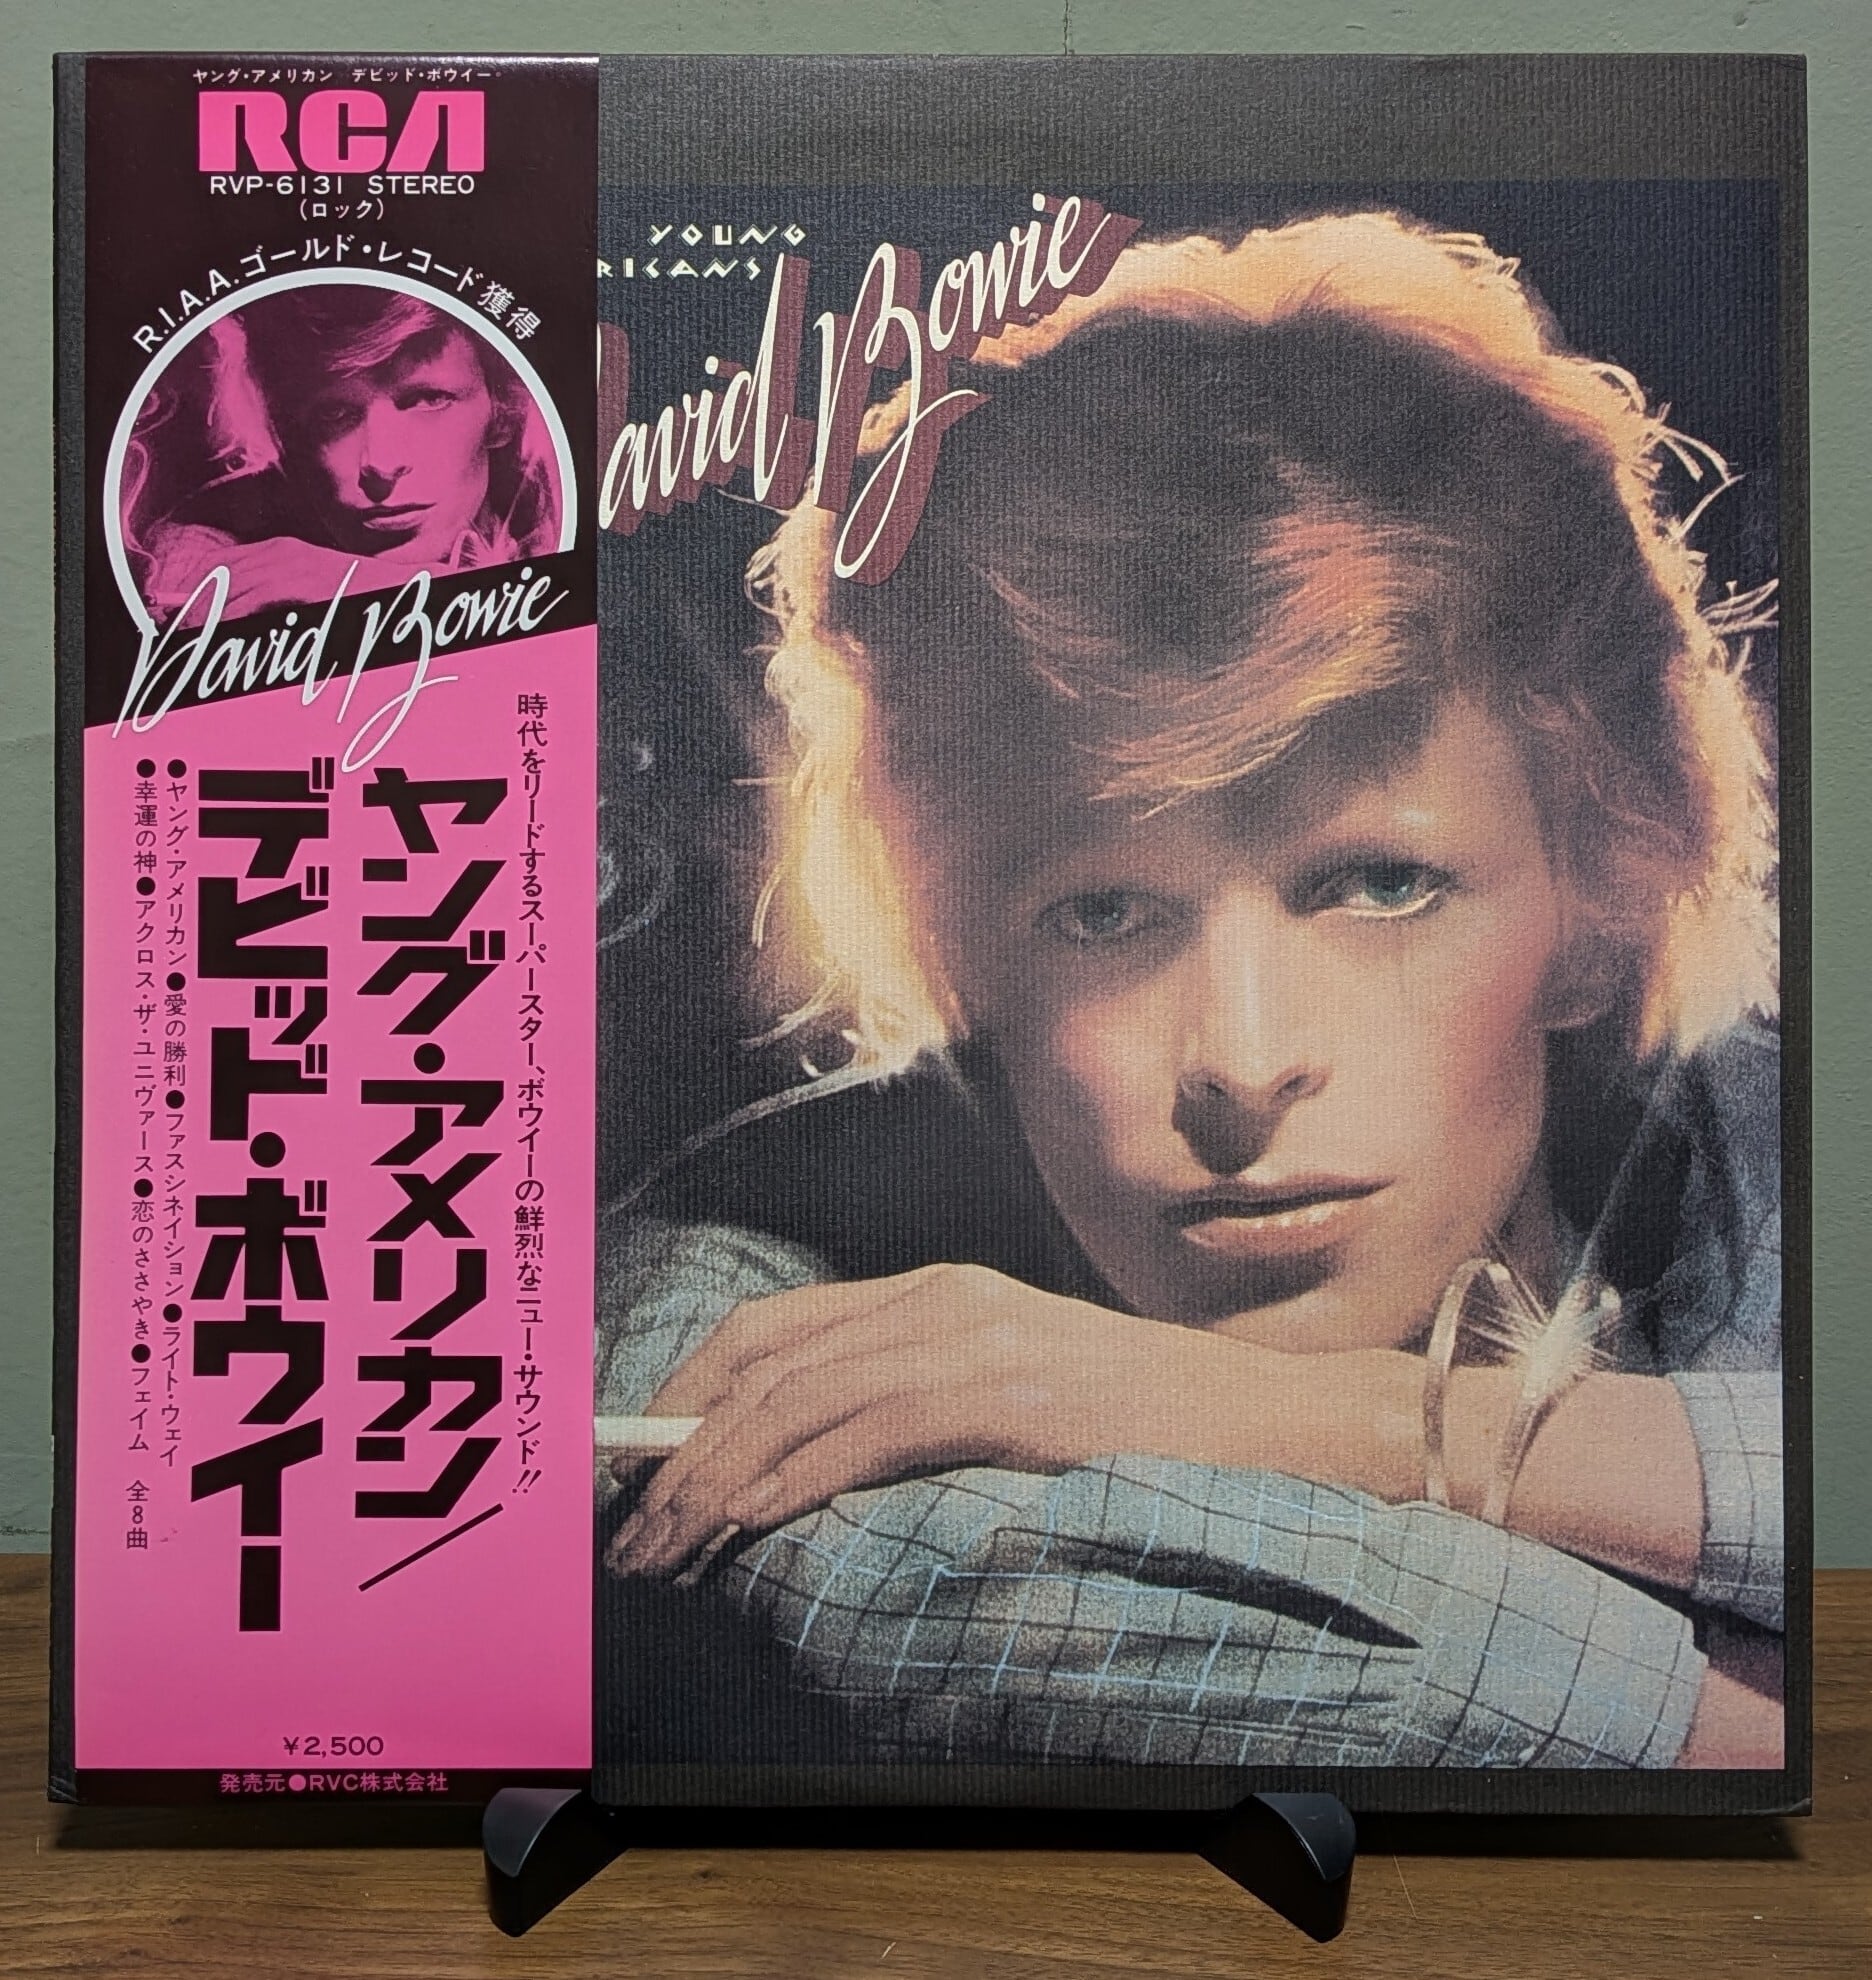 ヤング・アメリカン　デビッド・ボウイー
RCA
RVP-6131 STEREO
(ロック)
R.I.A.A.ゴールド・レコード獲得
David Bowie
時代をリードするスーパースター、ボウイーの鮮烈なニュー・サウンド!!
ヤング・アメリカン/
デビッド・ボウイー
●ヤング・アメリカン●愛の勝利●ファスシネイション●ライト・ウェイ
●幸運の神●アクロス・ザ・ユニヴァース●恋のささやき●フェイム　全8曲
¥2,500
発売元●RVC株式会社
YOUNG
RICANS
avid Bowie